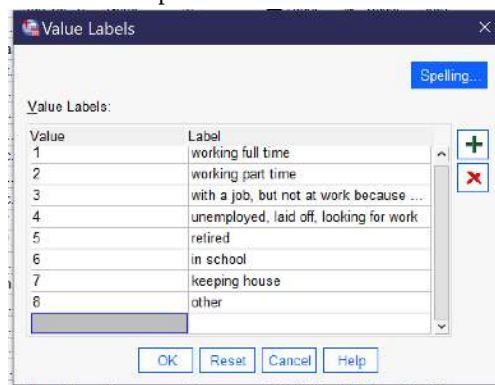 Value Labels
Spelling...
Value Labels:
Value Label
1 working full time
2 working part time
3 with a job, but not at work because ...
4 unemployed, laid off, looking for work
5 retired
6 in school
7 keeping house
8 other
OK Reset Cancel Help